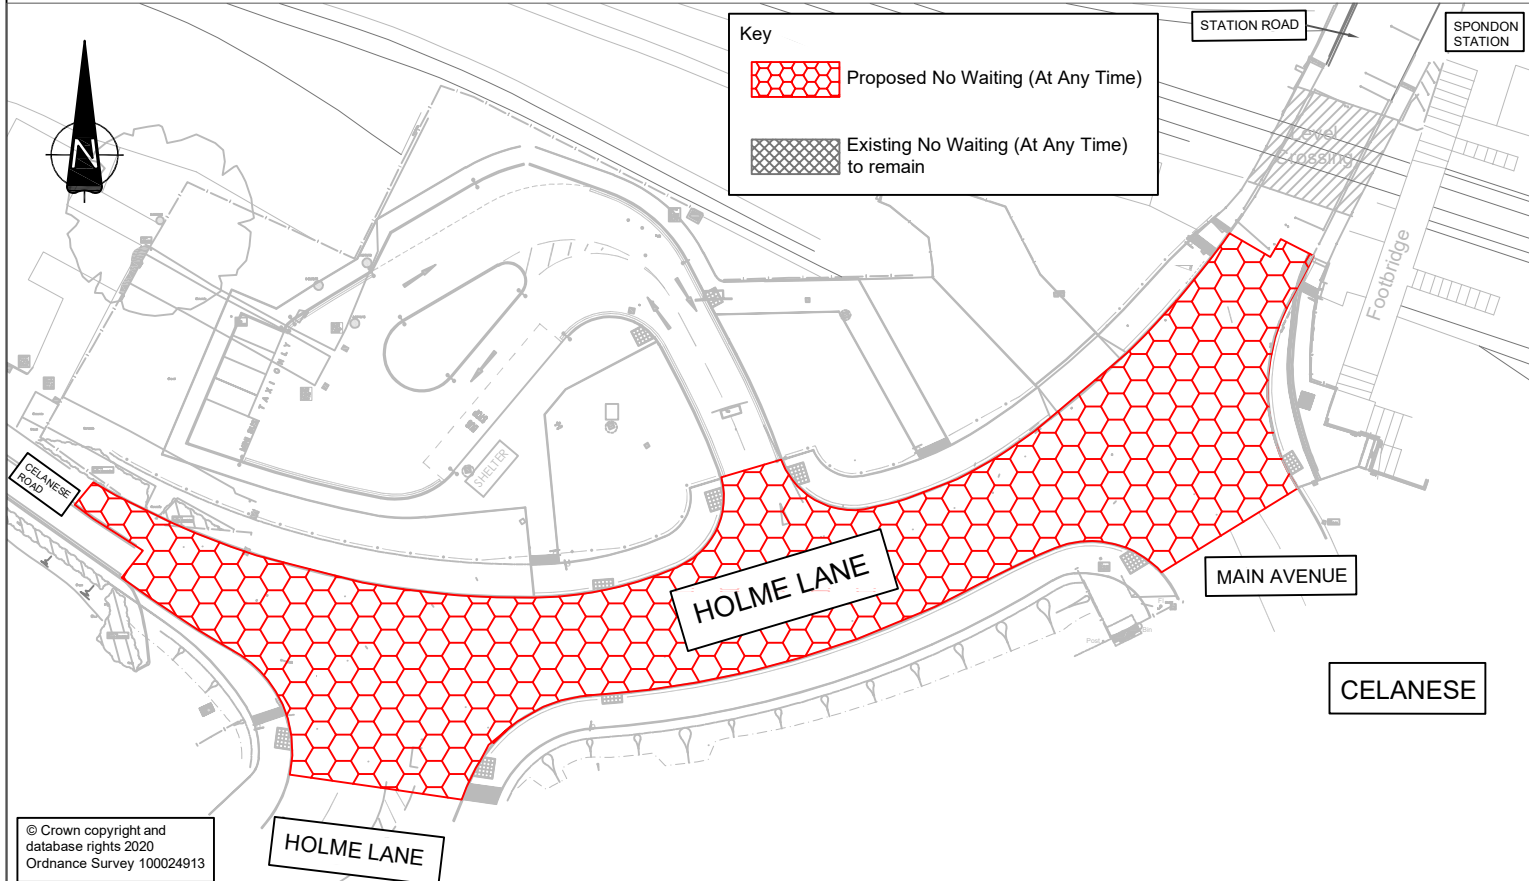 Key
Proposed No Waiting (At Any Time)
Existing No Waiting (At Any Time)
to remain
STATION ROAD
SPONDON
STATION
Level
Crossing
Footbridge
N
TAXI ONLY
SHELTER
CELANESE
ROAD
HOLME LANE
MAIN AVENUE
CELANESE
HOLME LANE
© Crown copyright and
database rights 2020
Ordnance Survey 100024913